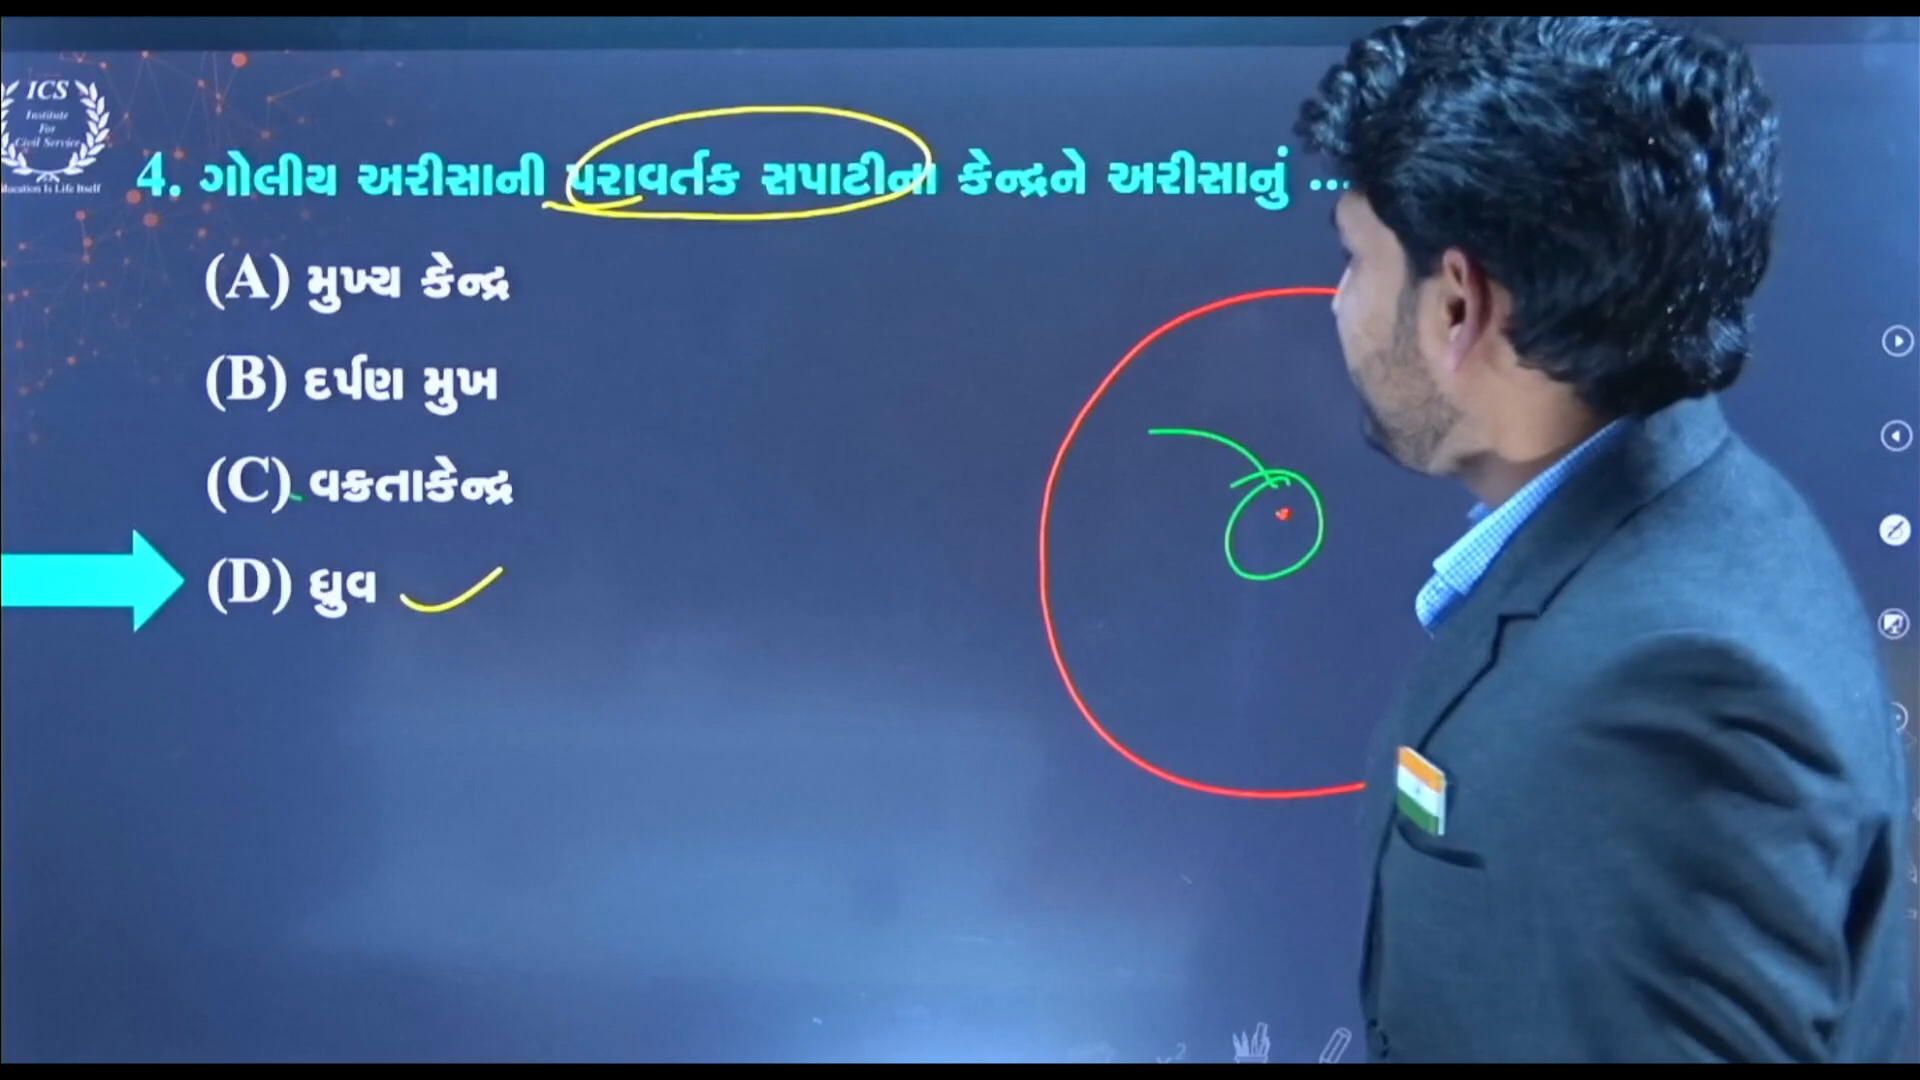 ICS
Institute
For
Civil Service
ducation Is Life Itself
4. ગોલીય અરીસાની પરાવર્તક સપાટીના કેન્દ્રને અરીસાનું ...
(A) મુખ્ય કેન્દ્ર
(B) દર્પણ મુખ
(C) વક્રતાકેન્દ્ર
(D) ધ્રુવ